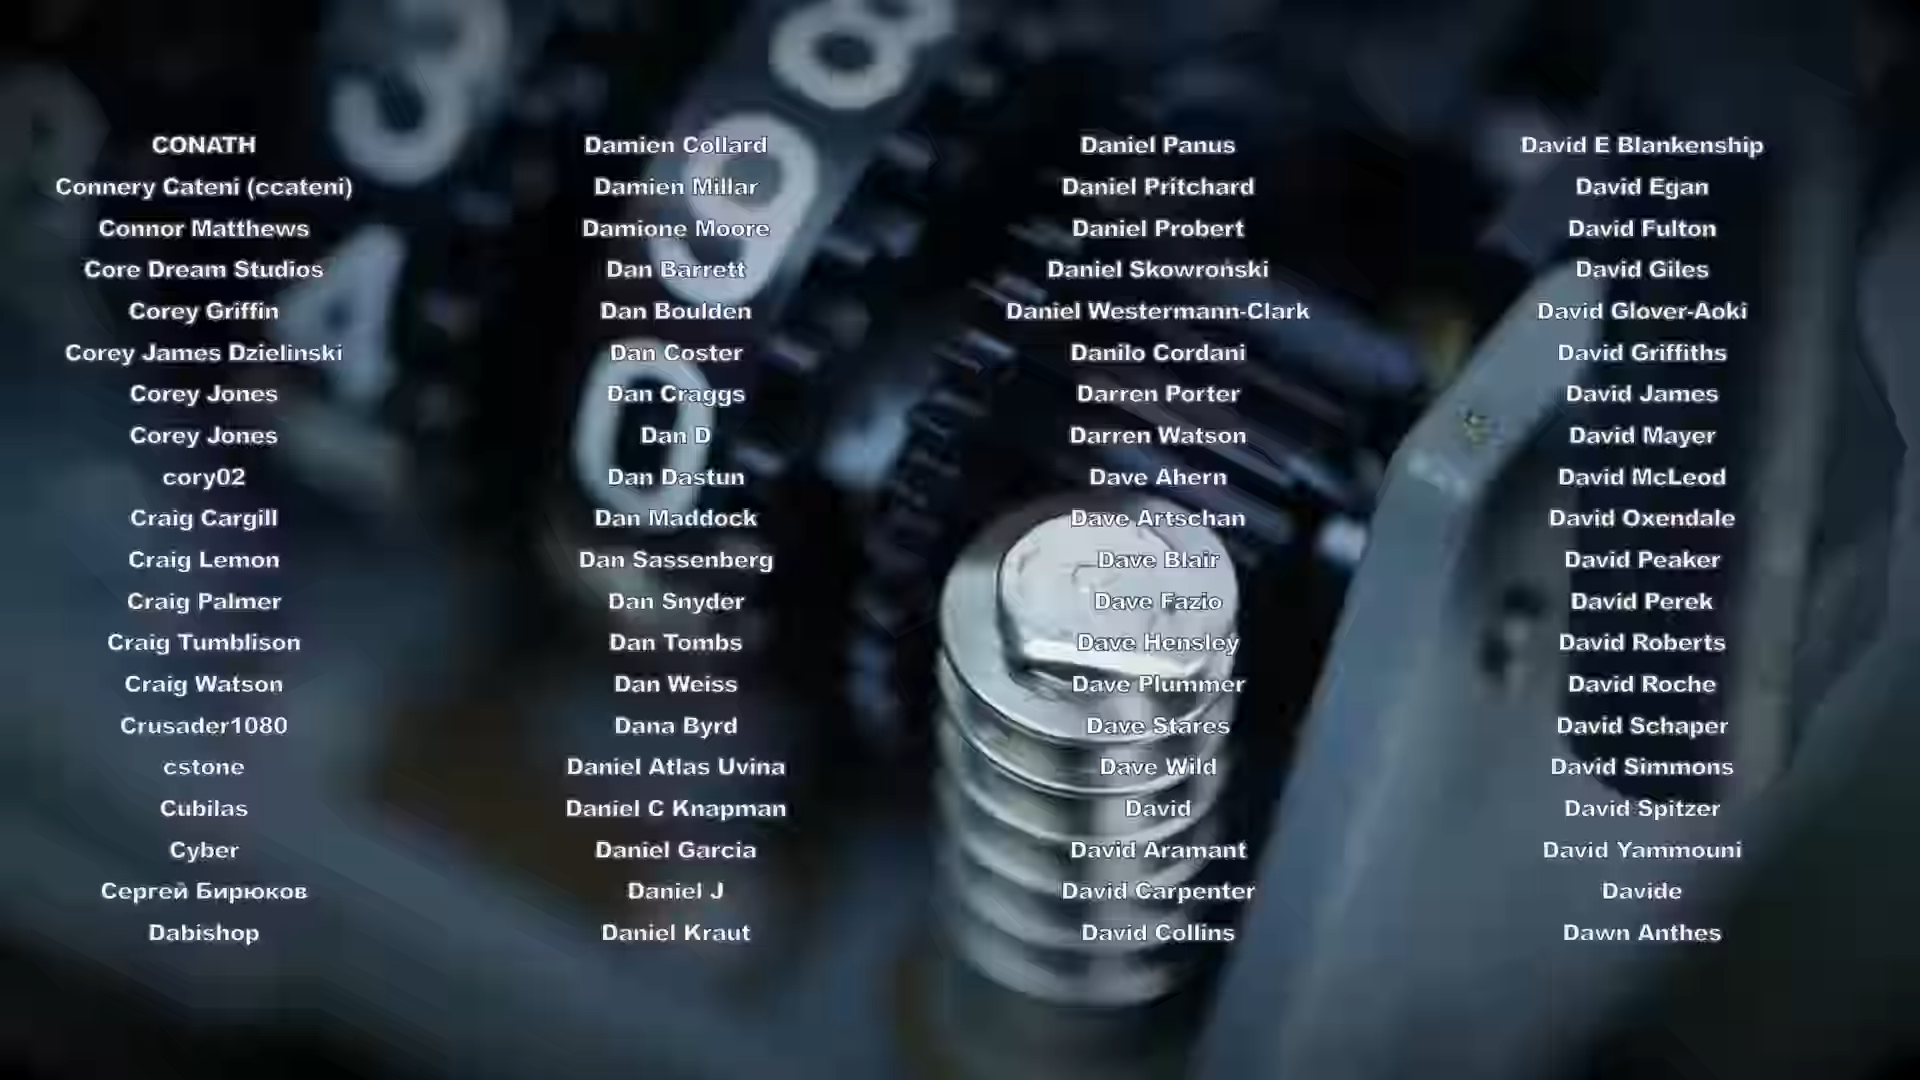 CONATH
Connery Cateni (ccateni)
Connor Matthews
Core Dream Studios
Corey Griffin
Corey James Dzielinski
Corey Jones
Corey Jones
cory02
Craig Cargill
Craig Lemon
Craig Palmer
Craig Tumblison
Craig Watson
Crusader1080
cstone
Cubilas
Cyber
Сергей Бирюков
Dabishop
Damien Collard
Damien Millar
Damione Moore
Dan Barrett
Dan Boulden
Dan Coster
Dan Craggs
Dan D
Dan Dastun
Dan Maddock
Dan Sassenberg
Dan Snyder
Dan Tombs
Dan Weiss
Dana Byrd
Daniel Atlas Uvina
Daniel C Knapman
Daniel Garcia
Daniel J
Daniel Kraut
Daniel Panus
Daniel Pritchard
Daniel Probert
Daniel Skowronski
Daniel Westermann-Clark
Danilo Cordani
Darren Porter
Darren Watson
Dave Ahern
Dave Artschan
Dave Blair
Dave Fazio
Dave Hensley
Dave Plummer
Dave Stares
Dave Wild
David
David Aramant
David Carpenter
David Collins
David E Blankenship
David Egan
David Fulton
David Giles
David Glover-Aoki
David Griffiths
David James
David Mayer
David McLeod
David Oxendale
David Peaker
David Perek
David Roberts
David Roche
David Schaper
David Simmons
David Spitzer
David Yammouni
Davide
Dawn Anthes
3
4
8
9
0